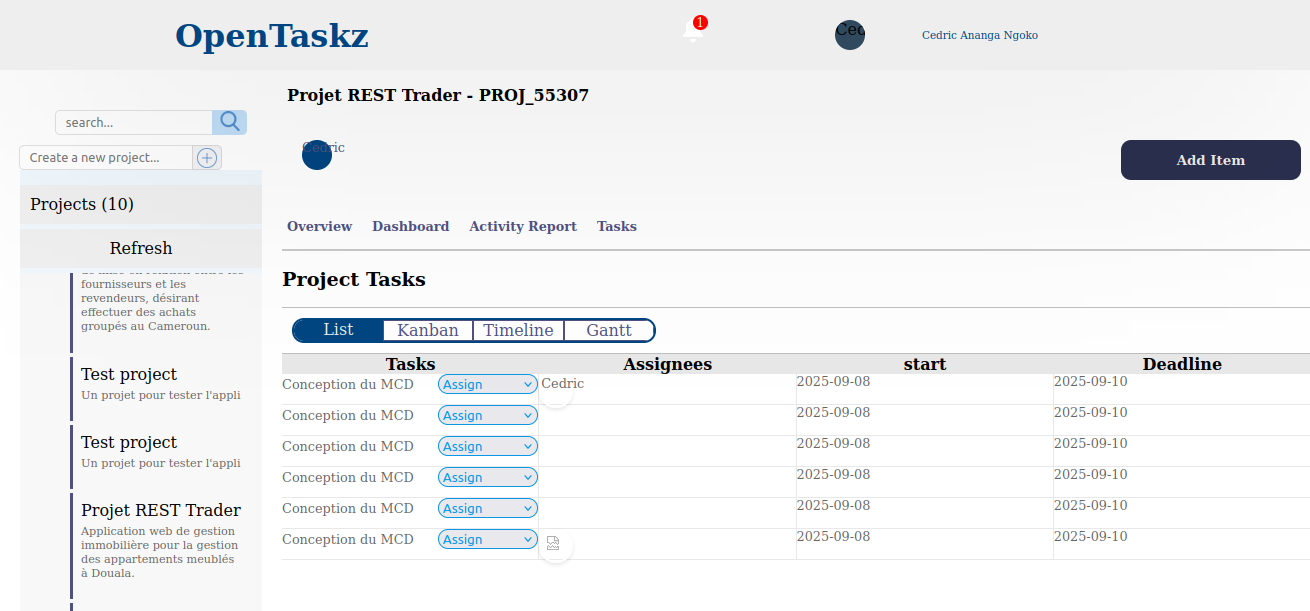 OpenTaskz
1
Ced
Cedric Ananga Ngoko
search...
Create a new project...
Projects (10)
Refresh
de mise en relation entre les
fournisseurs et les
revendeurs, désirant
effectuer des achats
groupés au Cameroun.
Test project
Un projet pour tester l'appli
Test project
Un projet pour tester l'appli
Projet REST Trader
Application web de gestion
immobilière pour la gestion
des appartements meublés
à Douala.
Projet REST Trader - PROJ_55307
Cedric
Add Item
Overview Dashboard Activity Report Tasks
Project Tasks
List Kanban Timeline Gantt
Tasks Assignees start Deadline
Conception du MCD Assign Cedric 2025-09-08 2025-09-10
Conception du MCD Assign 2025-09-08 2025-09-10
Conception du MCD Assign 2025-09-08 2025-09-10
Conception du MCD Assign 2025-09-08 2025-09-10
Conception du MCD Assign 2025-09-08 2025-09-10
Conception du MCD Assign 2025-09-08 2025-09-10